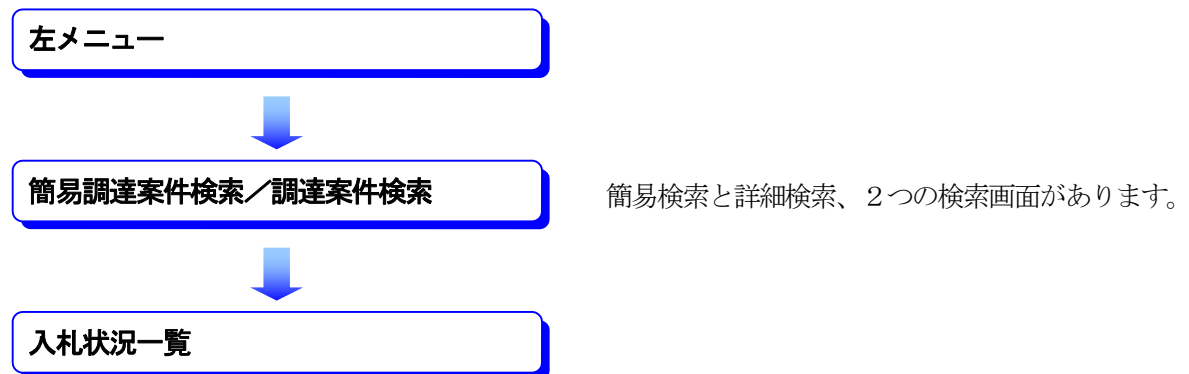 左メニュー
簡易調達案件検索／調達案件検索
簡易検索と詳細検索、２つの検索画面があります。
入札状況一覧